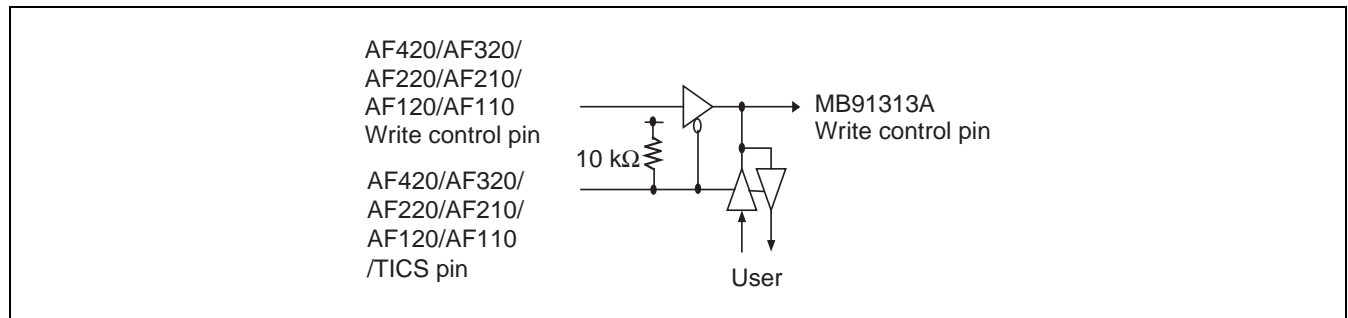 AF420/AF320/
AF220/AF210/
AF120/AF110
Write control pin
MB91313A
Write control pin
10 kΩ
AF420/AF320/
AF220/AF210/
AF120/AF110
/TICS pin
User